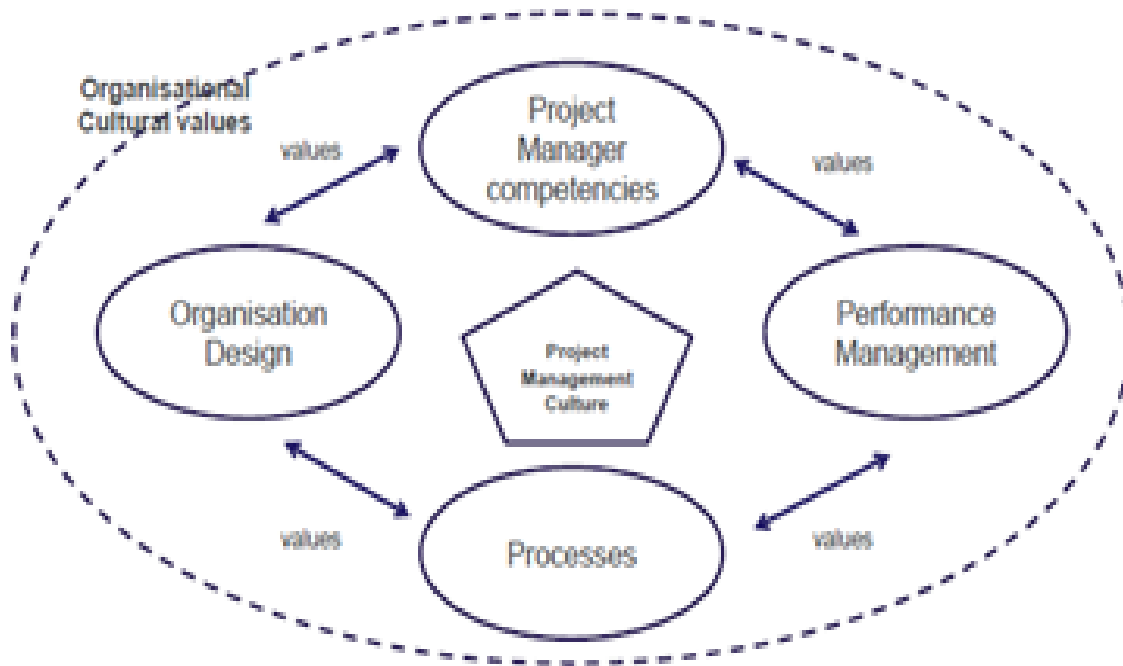 Organisational
Cultural values
Project
Manager
competencies
values
values
Organisation
Design
Performance
Management
Project
Management
Culture
values
values
Processes